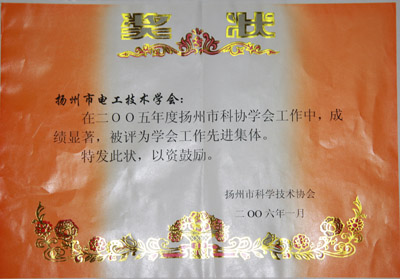 奖状
扬州市电工技术学会:
在二〇〇五年度扬州市科协学会工作中,成
绩显著,被评为学会工作先进集体。
特发此状,以资鼓励。
扬州市科学技术协会
二〇〇六年一月